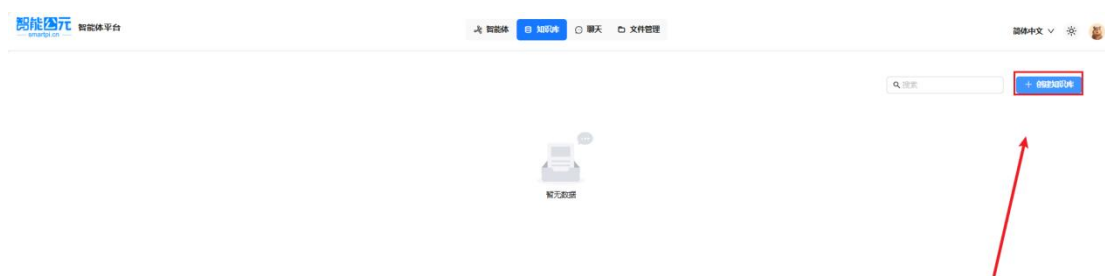 智能公元 智能体平台
smartpi.cn
智能体 知识库 聊天 文件管理
简体中文
搜索
+ 创建知识库
暂无数据